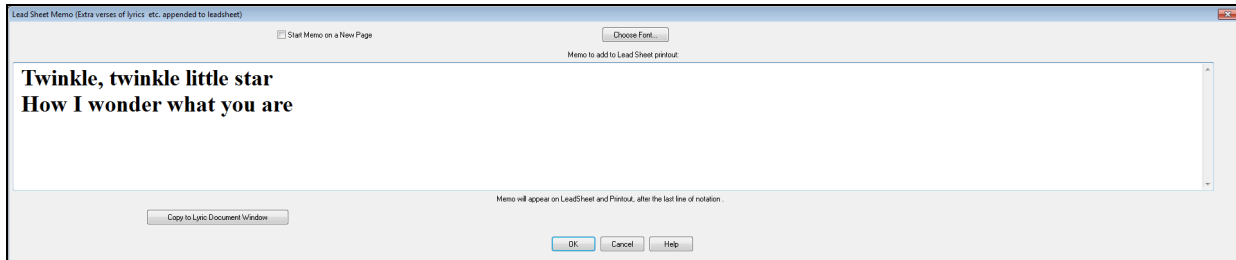 Lead Sheet Memo (Extra verses of lyrics etc. appended to leadsheet)
Start Memo on a New Page
Choose Font...
Memo to add to Lead Sheet printout:
Twinkle, twinkle little star
How I wonder what you are
Memo will appear on LeadSheet and Printout, after the last line of notation .
Copy to Lyric Document Window
OK Cancel Help